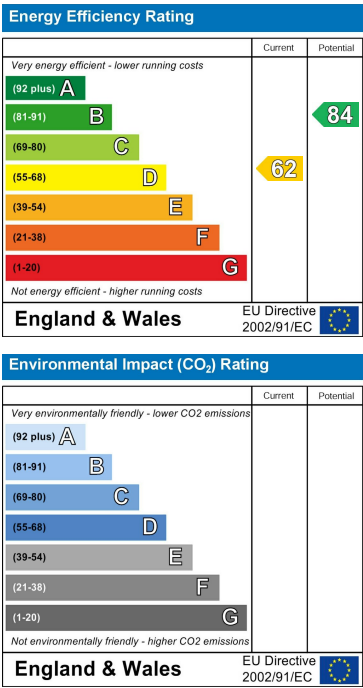 Energy Efficiency Rating
Current Potential
Very energy efficient - lower running costs
(92 plus) A
(81-91) B
84
(69-80) C
(55-68) D
62
(39-54) E
(21-38) F
(1-20) G
Not energy efficient - higher running costs
England & Wales
EU Directive
2002/91/EC
Environmental Impact (CO₂) Rating
Current Potential
Very environmentally friendly - lower CO2 emissions
(92 plus) A
(81-91) B
(69-80) C
(55-68) D
(39-54) E
(21-38) F
(1-20) G
Not environmentally friendly - higher CO2 emissions
England & Wales
EU Directive
2002/91/EC